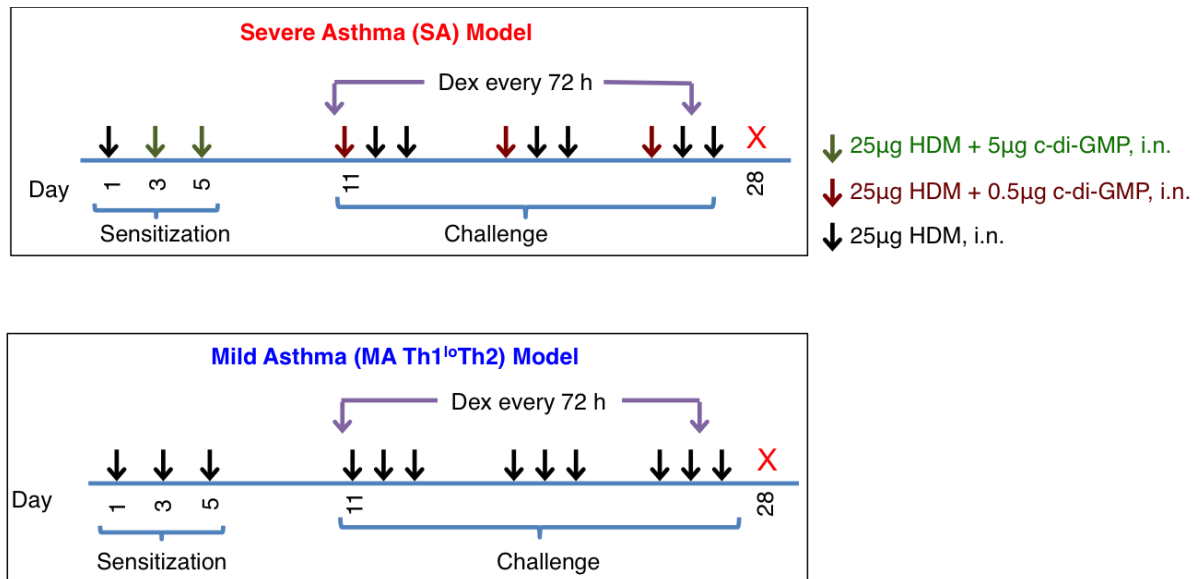 Severe Asthma (SA) Model
Dex every 72 h
X
Day
1
3
5
11
28
Sensitization
Challenge
25µg HDM + 5µg c-di-GMP, i.n.
25µg HDM + 0.5µg c-di-GMP, i.n.
25µg HDM, i.n.
Mild Asthma (MA Th1loTh2) Model
Dex every 72 h
X
Day
1
3
5
11
28
Sensitization
Challenge